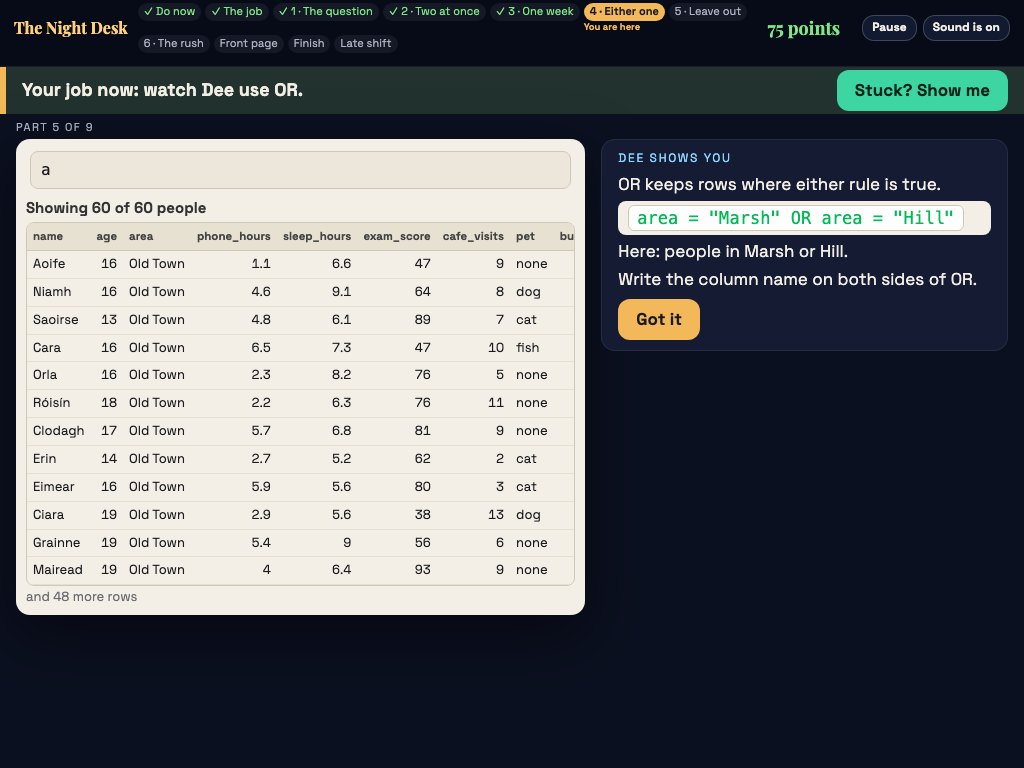 The Night Desk
✓ Do now ✓ The job ✓ 1 · The question ✓ 2 · Two at once ✓ 3 · One week 4 · Either one 5 · Leave out
You are here
6 · The rush Front page Finish Late shift
75 points
Pause Sound is on
Your job now: watch Dee use OR.
Stuck? Show me
PART 5 OF 9
a
Showing 60 of 60 people
name age area phone_hours sleep_hours exam_score cafe_visits pet bu
Aoife 16 Old Town 1.1 6.6 47 9 none
Niamh 16 Old Town 4.6 9.1 64 8 dog
Saoirse 13 Old Town 4.8 6.1 89 7 cat
Cara 16 Old Town 6.5 7.3 47 10 fish
Orla 16 Old Town 2.3 8.2 76 5 none
Róisín 18 Old Town 2.2 6.3 76 11 none
Clodagh 17 Old Town 5.7 6.8 81 9 none
Erin 14 Old Town 2.7 5.2 62 2 cat
Eimear 16 Old Town 5.9 5.6 80 3 cat
Ciara 19 Old Town 2.9 5.6 38 13 dog
Grainne 19 Old Town 5.4 9 56 6 none
Mairead 19 Old Town 4 6.4 93 9 none
and 48 more rows
DEE SHOWS YOU
OR keeps rows where either rule is true.
area = "Marsh" OR area = "Hill"
Here: people in Marsh or Hill.
Write the column name on both sides of OR.
Got it